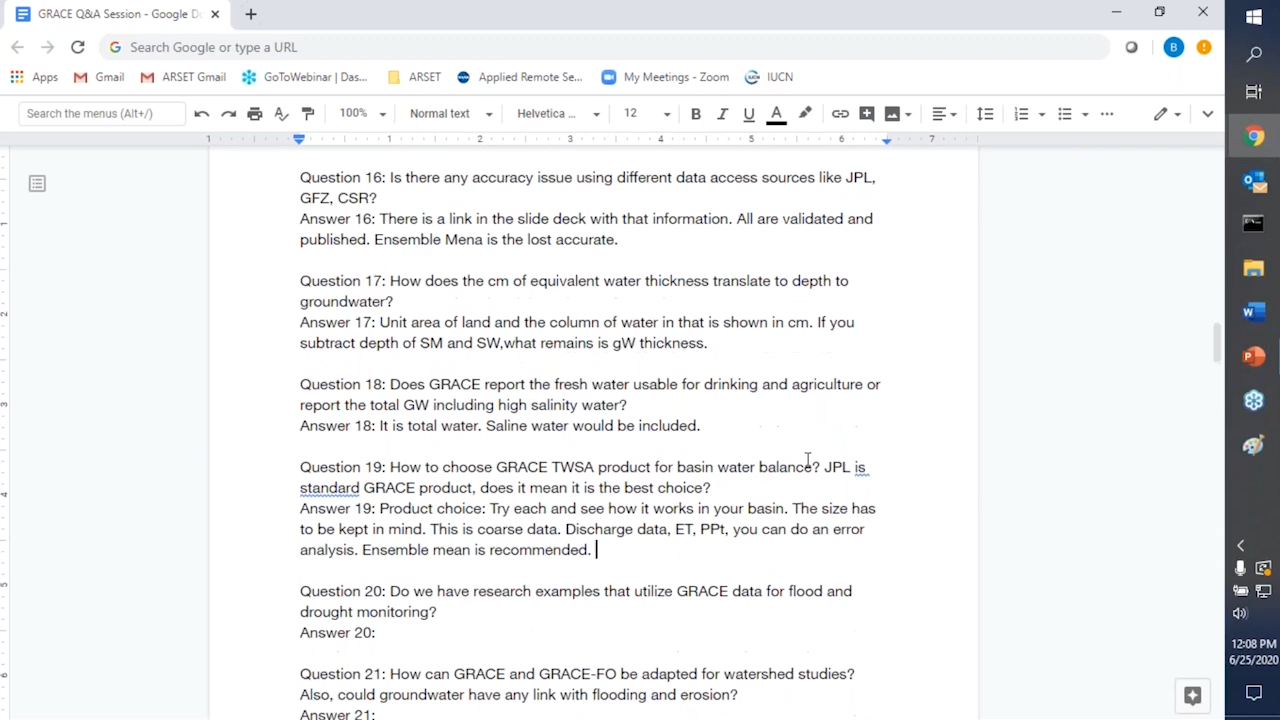 GRACE Q&A Session - Google Do
Search Google or type a URL
B
Apps
Gmail
ARSET Gmail
GoToWebinar | Das...
ARSET
Applied Remote Se...
My Meetings - Zoom
IUCN
Search the menus (Alt+/)
100%
Normal text
Helvetica ...
12
B I U A
1 1 2 3 4 5 6 7
Question 16: Is there any accuracy issue using different data access sources like JPL,
GFZ, CSR?
Answer 16: There is a link in the slide deck with that information. All are validated and
published. Ensemble Mena is the lost accurate.
Question 17: How does the cm of equivalent water thickness translate to depth to
groundwater?
Answer 17: Unit area of land and the column of water in that is shown in cm. If you
subtract depth of SM and SW,what remains is gW thickness.
Question 18: Does GRACE report the fresh water usable for drinking and agriculture or
report the total GW including high salinity water?
Answer 18: It is total water. Saline water would be included.
Question 19: How to choose GRACE TWSA product for basin water balance? JPL is
standard GRACE product, does it mean it is the best choice?
Answer 19: Product choice: Try each and see how it works in your basin. The size has
to be kept in mind. This is coarse data. Discharge data, ET, PPt, you can do an error
analysis. Ensemble mean is recommended.
Question 20: Do we have research examples that utilize GRACE data for flood and
drought monitoring?
Answer 20:
Question 21: How can GRACE and GRACE-FO be adapted for watershed studies?
Also, could groundwater have any link with flooding and erosion?
Answer 21:
12:08 PM
6/25/2020